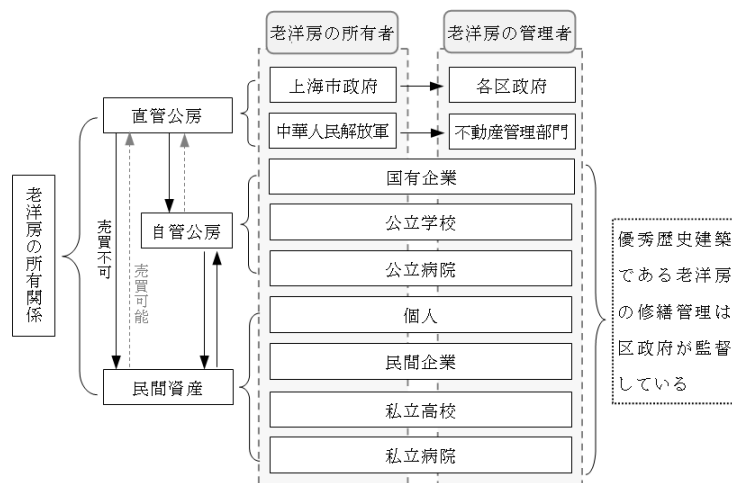 老洋房の所有者
老洋房の管理者
上海市政府
各区政府
直管公房
中華人民解放軍
不動産管理部門
国有企業
老洋房の所有関係
売買不可
自管公房
公立学校
売買可能
公立病院
個人
民間企業
民間資産
私立高校
私立病院
優秀歴史建築
である老洋房
の修繕管理は
区政府が監督
している